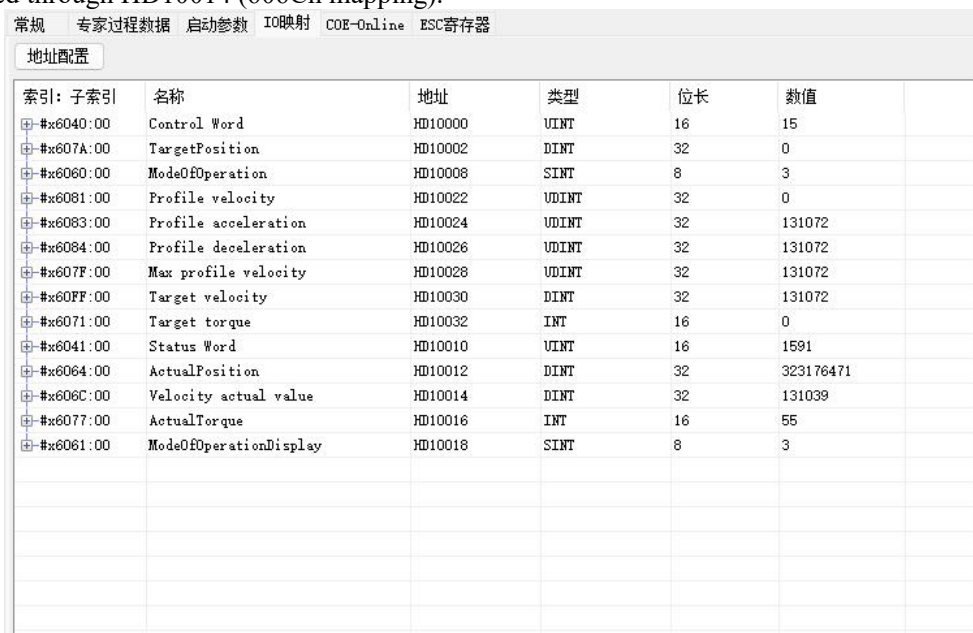 ed through HD10014 (606Ch mapping).
常规 专家过程数据 启动参数 IO映射 COE-Online ESC寄存器
地址配置
索引: 子索引 名称 地址 类型 位长 数值
#x6040:00 Control Word HD10000 UINT 16 15
#x607A:00 TargetPosition HD10002 DINT 32 0
#x6060:00 ModeOfOperation HD10008 SINT 8 3
#x6081:00 Profile velocity HD10022 UDINT 32 0
#x6083:00 Profile acceleration HD10024 UDINT 32 131072
#x6084:00 Profile deceleration HD10026 UDINT 32 131072
#x607F:00 Max profile velocity HD10028 UDINT 32 131072
#x60FF:00 Target velocity HD10030 DINT 32 131072
#x6071:00 Target torque HD10032 INT 16 0
#x6041:00 Status Word HD10010 UINT 16 1591
#x6064:00 ActualPosition HD10012 DINT 32 323176471
#x606C:00 Velocity actual value HD10014 DINT 32 131039
#x6077:00 ActualTorque HD10016 INT 16 55
#x6061:00 ModeOfOperationDisplay HD10018 SINT 8 3